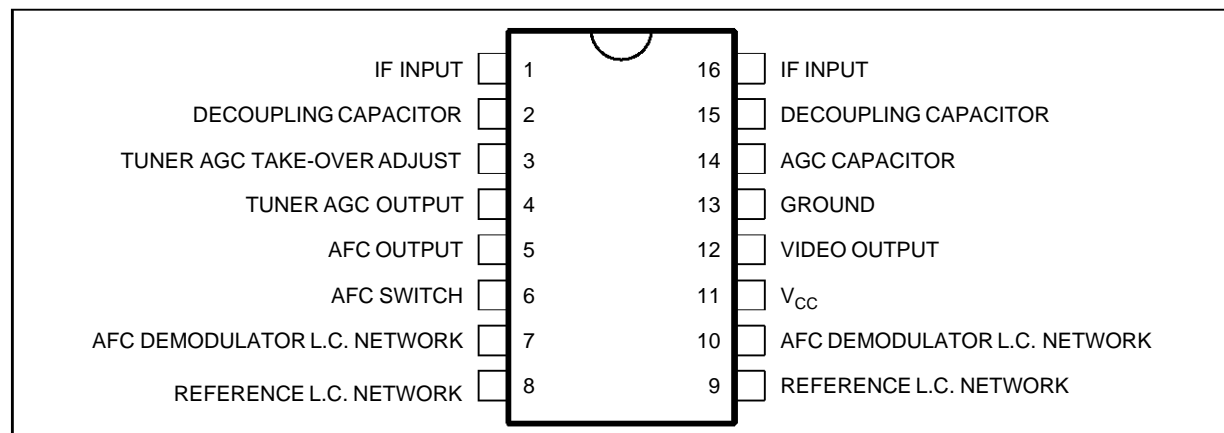 IF INPUT 1 16 IF INPUT
DECOUPLING CAPACITOR 2 15 DECOUPLING CAPACITOR
TUNER AGC TAKE-OVER ADJUST 3 14 AGC CAPACITOR
TUNER AGC OUTPUT 4 13 GROUND
AFC OUTPUT 5 12 VIDEO OUTPUT
AFC SWITCH 6 11 VCC
AFC DEMODULATOR L.C. NETWORK 7 10 AFC DEMODULATOR L.C. NETWORK
REFERENCE L.C. NETWORK 8 9 REFERENCE L.C. NETWORK